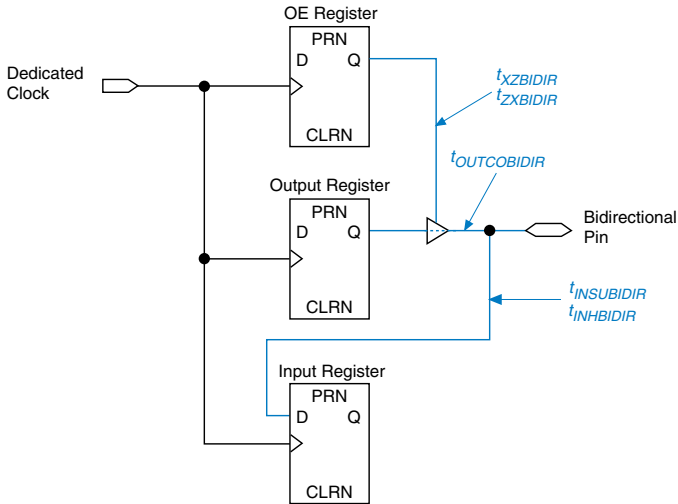 OE Register
PRN
D Q
CLRN
Dedicated
Clock
tXZBIDIR
tZXBIDIR
tOUTCOBIDIR
Output Register
PRN
D Q
CLRN
Bidirectional
Pin
tINSUBIDIR
tINHBIDIR
Input Register
PRN
D Q
CLRN